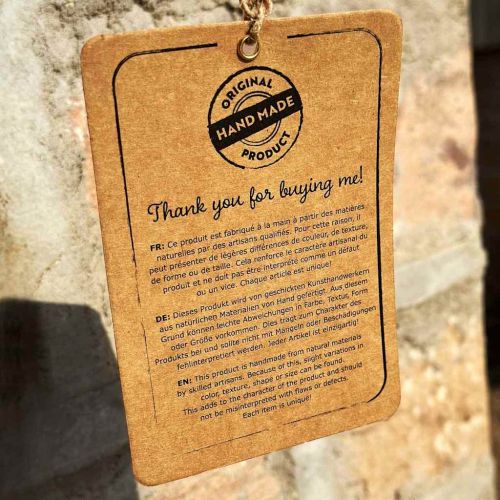 ORIGINAL
HAND MADE
PRODUCT
Thank you for buying me!
FR: Ce produit est fabriqué à la main à partir des matières
naturelles par des artisans qualifiés. Pour cette raison, il
peut présenter de légères différences de couleur, de texture,
de forme ou de taille. Cela renforce le caractère artisanal du
produit et ne doit pas être interprété comme un défaut
ou un vice. Chaque article est unique!
DE: Dieses Produkt wird von geschickten Kunsthandwerkern
aus natürlichen Materialien von Hand gefertigt. Aus diesem
Grund können leichte Abweichungen in Farbe, Textur, Form
oder Größe vorkommen. Dies tragt zum Charakter des
Produkts bei und sollte nicht mit Mängeln oder Beschädigungen
fehlinterpretiert werden. Jeder Artikel ist einzigartig!
EN: This product is handmade from natural materials
by skilled artisans. Because of this, slight variations in
color, texture, shape or size can be found.
This adds to the character of the product and should
not be misinterpreted with flaws or defects.
Each item is unique!